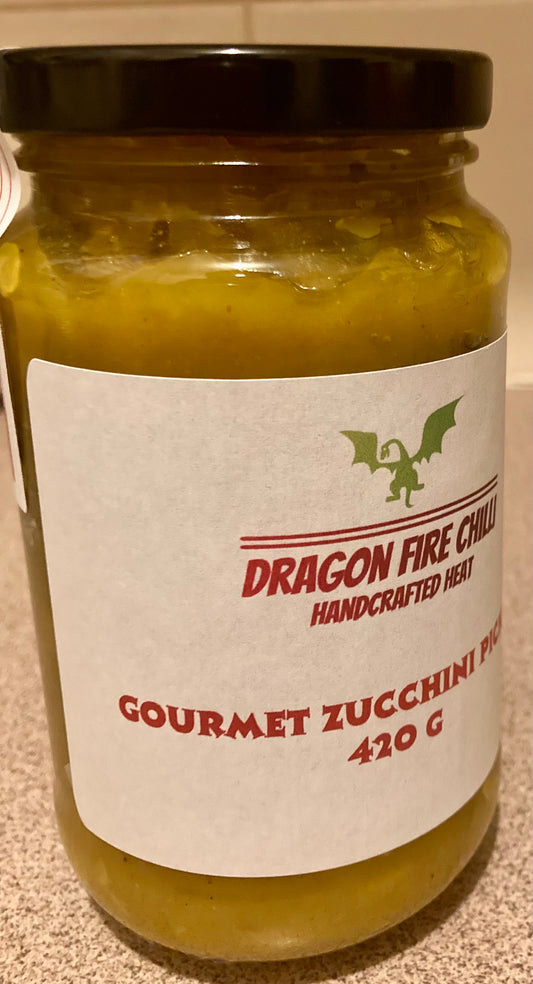 DRAGON FIRE CHILLI
HANDCRAFTED HEAT
GOURMET ZUCCHINI
420 G